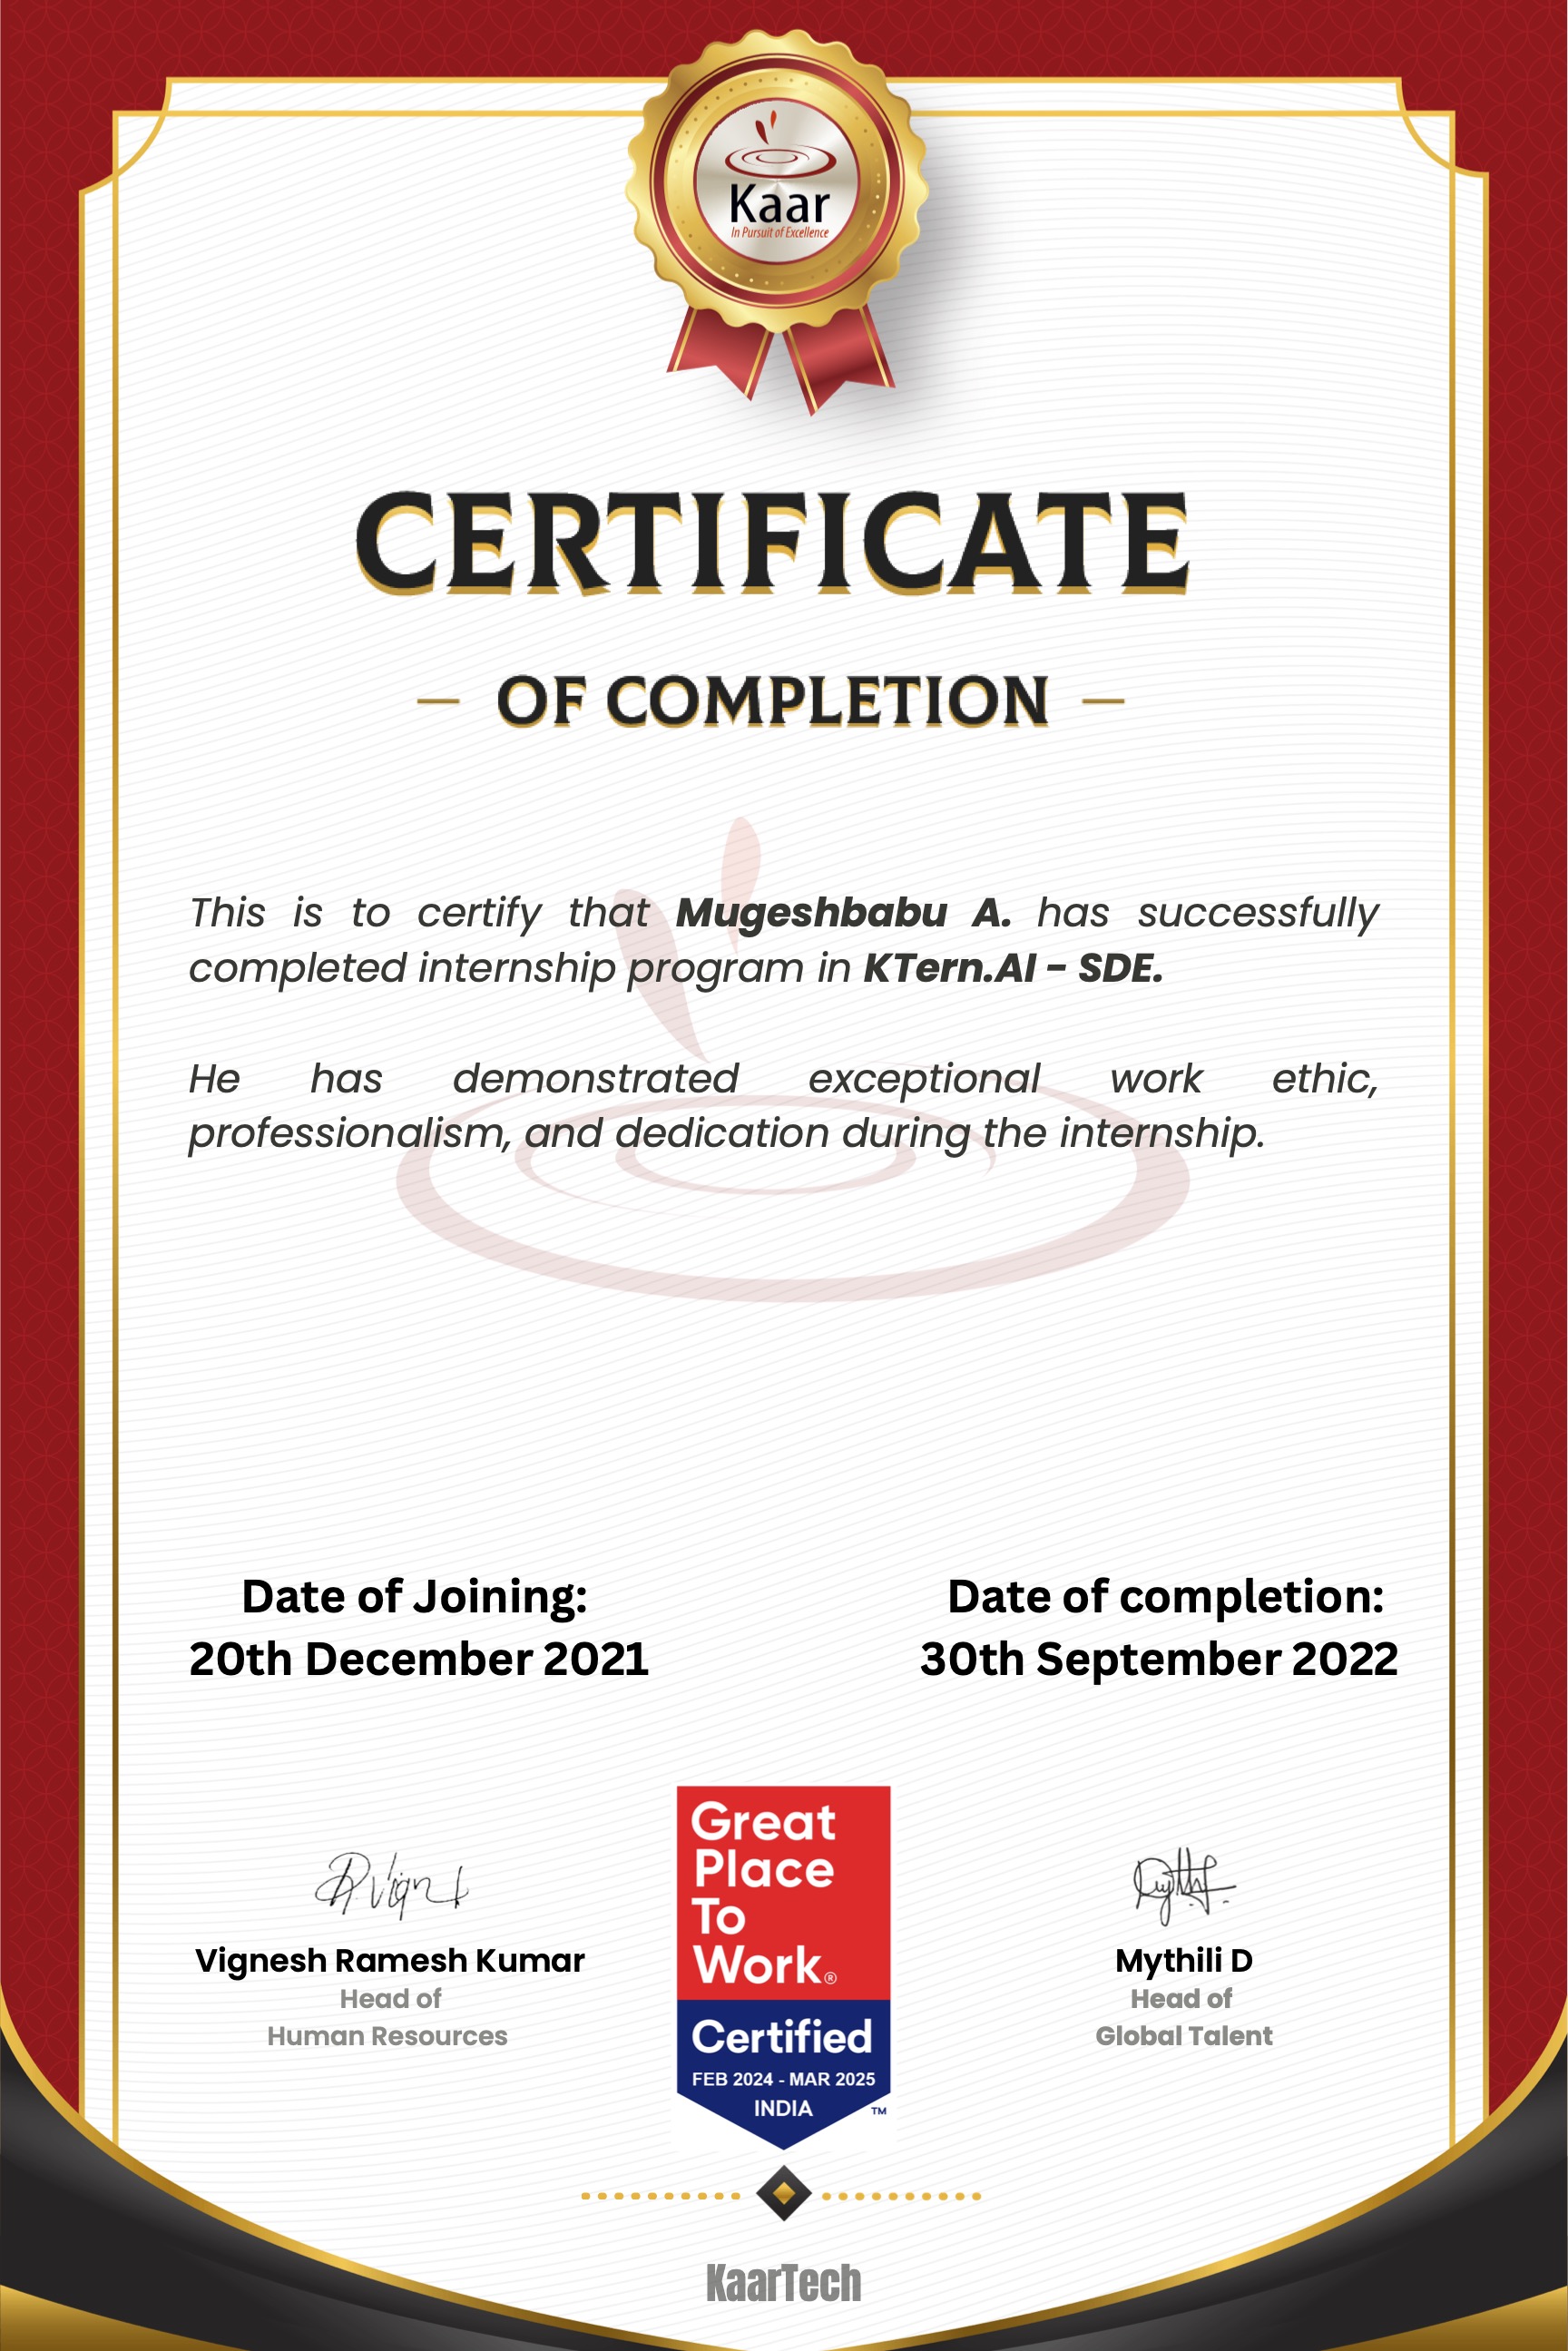 Kaar
In Pursuit of Excellence
CERTIFICATE
OF COMPLETION
This is to certify that Mugeshbabu A. has successfully
completed internship program in KTern.AI - SDE.
He has demonstrated exceptional work ethic,
professionalism, and dedication during the internship.
Date of Joining:
20th December 2021
Date of completion:
30th September 2022
Vignesh Ramesh Kumar
Head of
Human Resources
Great
Place
To
Work®
Certified
FEB 2024 - MAR 2025
INDIA
TM
Mythili D
Head of
Global Talent
KaarTech